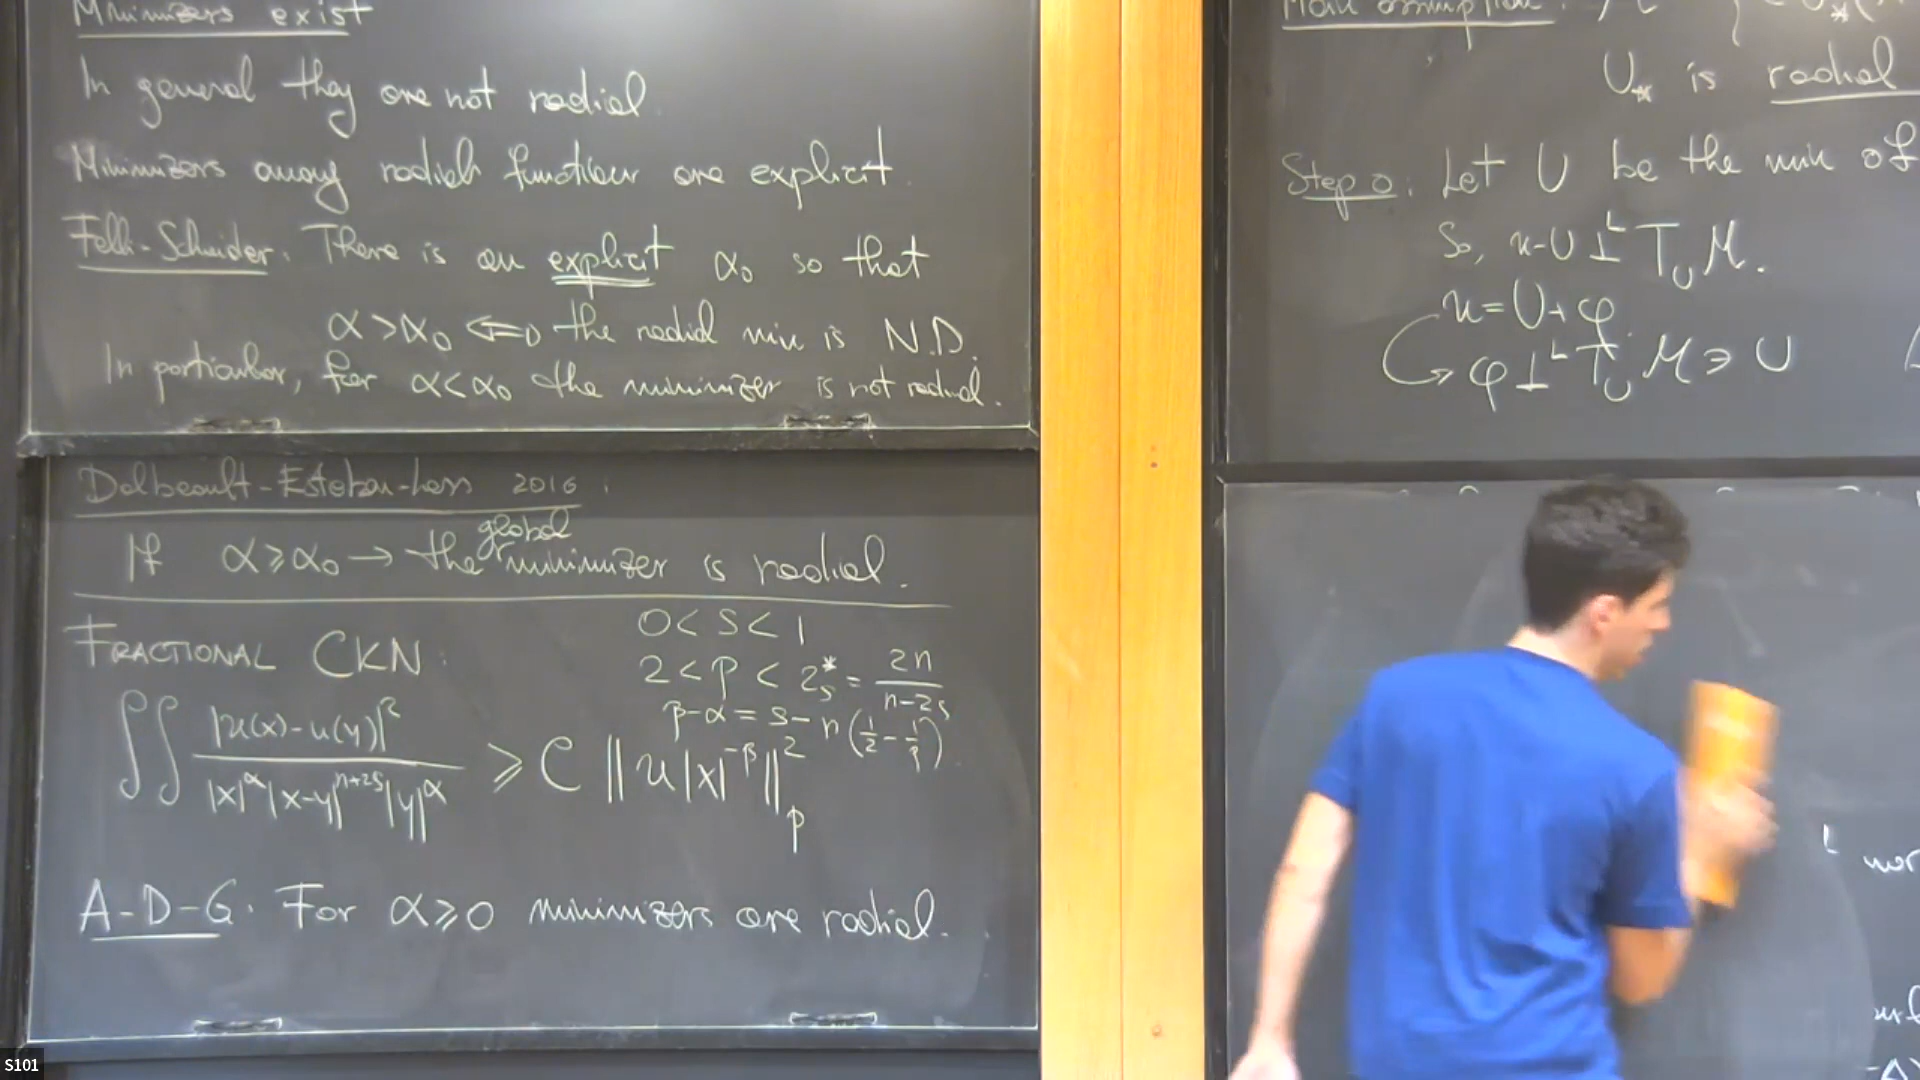 Minimizers exist
In general they are not radial.
Minimizers among radial functions are explicit.
Felli-Schneider. There is an explicit α₀ so that
α > α₀ ⟺ the radial min is N.D.
In particular, for α < α₀ the minimizer is not radial.
Dolbeault-Esteban-Loss 2016:
global
If α ≥ α₀ → the minimizer is radial.
FRACTIONAL CKN:
0 < s < 1
2 < p < 2*_s = 2n/(n-2s)
β-α = s - n(1/2 - 1/p)
∬ |u(x)-u(y)|² / |x|^α |x-y|^{n+2s} |y|^α ≥ C ‖u|x|^{-β}‖²_p
A-D-G. For α ≥ 0 minimizers are radial.
Main assumption:
U_* is radial
Step 0: Let U be the min of
So, u-U ⊥^L T_U M.
u = U + φ
↪ φ ⊥^L T_U M ∋ U
S101